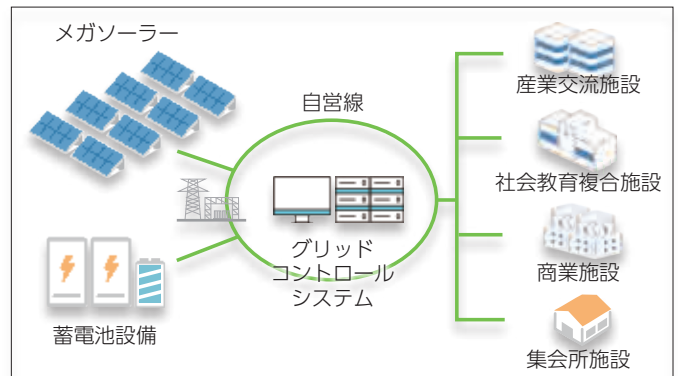 メガソーラー
自営線
グリッド
コントロール
システム
蓄電池設備
産業交流施設
社会教育複合施設
商業施設
集会所施設